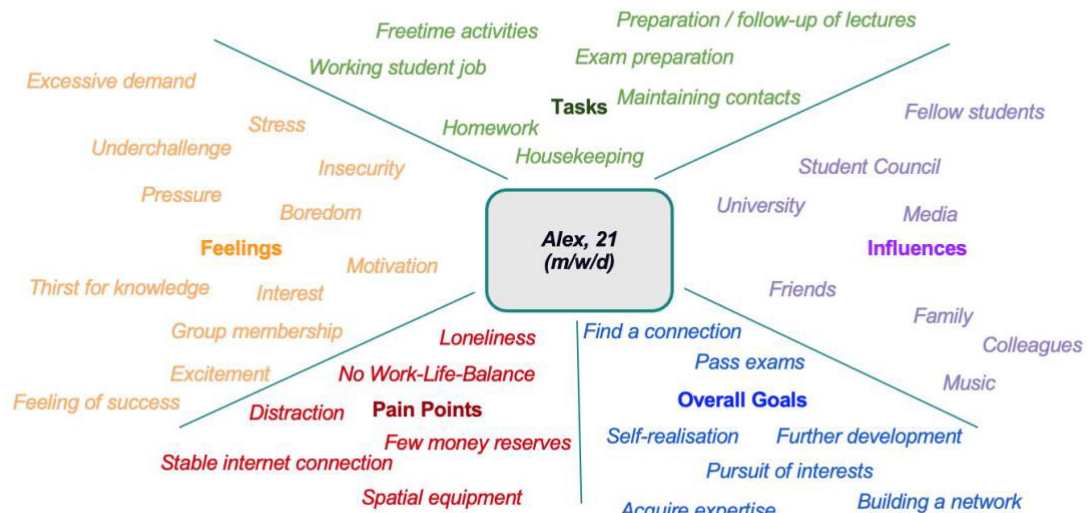 Freetime activities
Preparation / follow-up of lectures
Working student job
Exam preparation
Tasks
Maintaining contacts
Homework
Housekeeping
Excessive demand
Stress
Underchallenge
Insecurity
Pressure
Boredom
Feelings
Motivation
Thirst for knowledge
Interest
Group membership
Excitement
Feeling of success
Alex, 21
(m/w/d)
Fellow students
Student Council
University
Media
Influences
Friends
Family
Colleagues
Music
Loneliness
No Work-Life-Balance
Distraction
Pain Points
Few money reserves
Stable internet connection
Spatial equipment
Find a connection
Pass exams
Overall Goals
Self-realisation
Further development
Pursuit of interests
Building a network
Acquire expertise